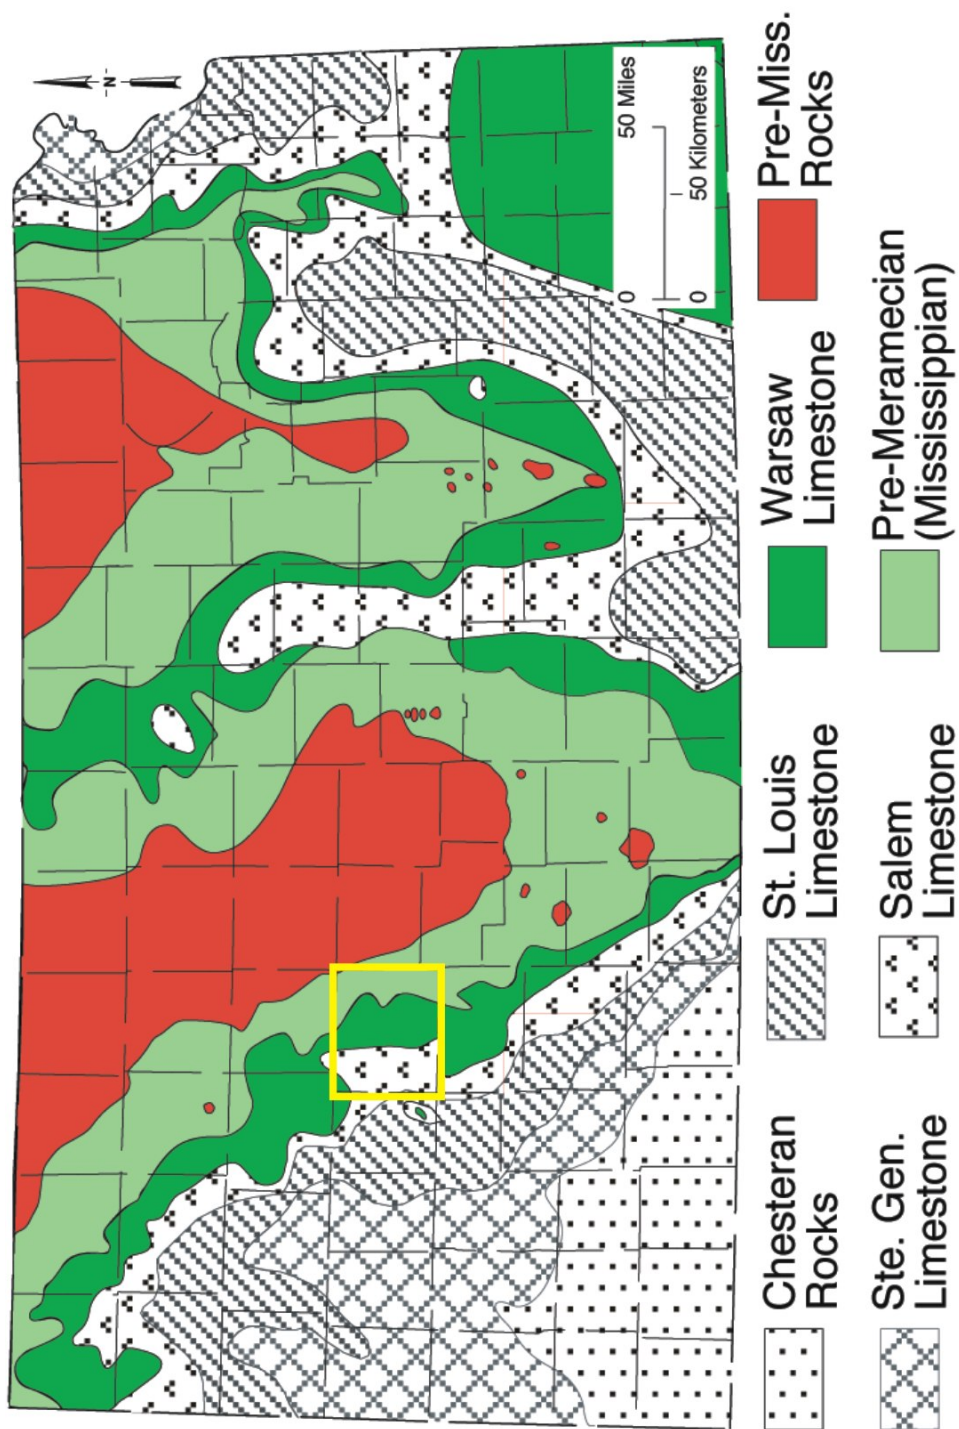 N
50 Miles
0
50 Kilometers
0
Chesteran
Rocks
St. Louis
Limestone
Warsaw
Limestone
Pre-Miss.
Rocks
Ste. Gen.
Limestone
Salem
Limestone
Pre-Meramecian
(Mississippian)